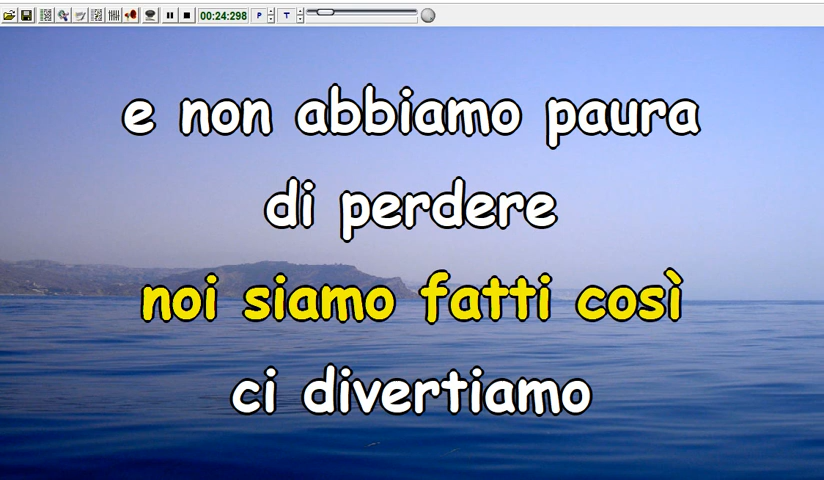 00:24:298
P
T
e non abbiamo paura
di perdere
noi siamo fatti così
ci divertiamo